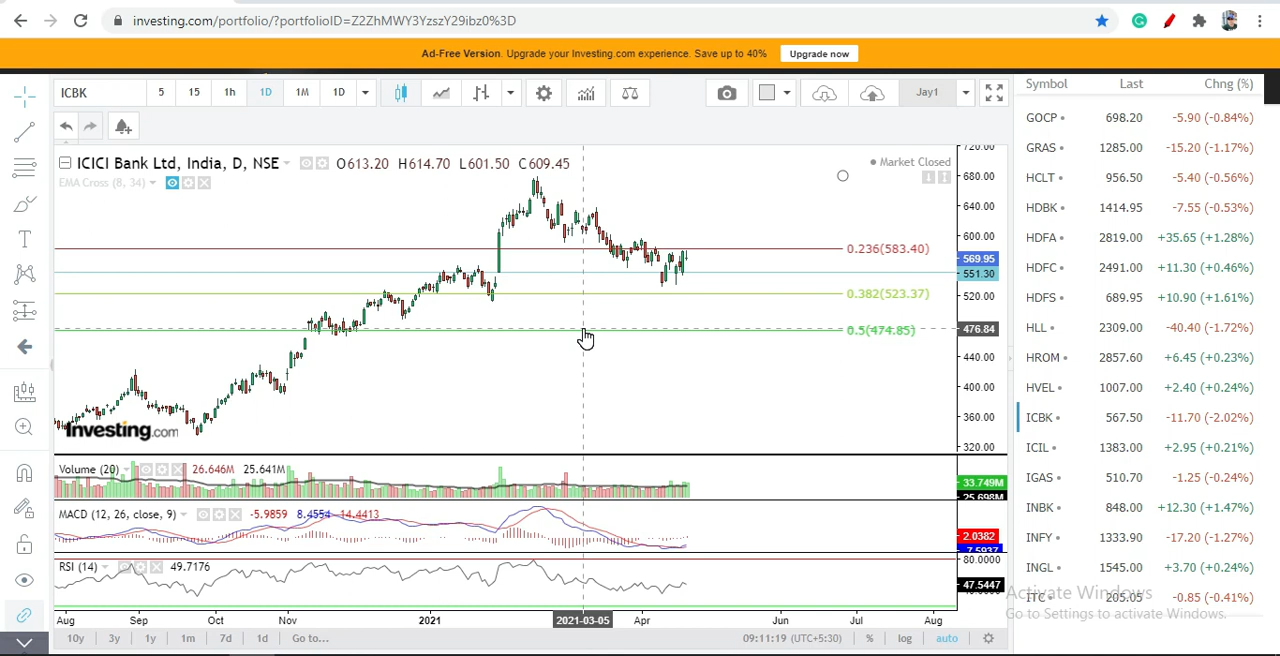 investing.com/portfolio/?portfolioID=Z2ZhMWY3YzszY29ibz0%3D
Ad-Free Version. Upgrade your Investing.com experience. Save up to 40% Upgrade now
ICBK 5 15 1h 1D 1M 1D Jay1
ICICI Bank Ltd, India, D, NSE O613.20 H614.70 L601.50 C609.45
Market Closed
EMA Cross (8, 34)
0.236(583.40)
0.382(523.37)
0.5(474.85)
720.00
680.00
640.00
600.00
569.95
551.30
520.00
476.84
440.00
400.00
360.00
320.00
Investing.com
Volume (20) 26.646M 25.641M
33.749M
25.698M
MACD (12, 26, close, 9) -5.9859 8.4554 -14.4413
2.0382
-7.5937
RSI (14) 49.7176
80.0000
47.5447
Aug Sep Oct Nov 2021 2021-03-05 Apr Jun Jul Aug
10y 3y 1y 1m 7d 1d Go to... 09:11:19 (UTC+5:30) % log auto
Symbol Last Chng (%)
GOCP 698.20 -5.90 (-0.84%)
GRAS 1285.00 -15.20 (-1.17%)
HCLT 956.50 -5.40 (-0.56%)
HDBK 1414.95 -7.55 (-0.53%)
HDFA 2819.00 +35.65 (+1.28%)
HDFC 2491.00 +11.30 (+0.46%)
HDFS 689.95 +10.90 (+1.61%)
HLL 2309.00 -40.40 (-1.72%)
HROM 2857.60 +6.45 (+0.23%)
HVEL 1007.00 +2.40 (+0.24%)
ICBK 567.50 -11.70 (-2.02%)
ICIL 1383.00 +2.95 (+0.21%)
IGAS 510.70 -1.25 (-0.24%)
INBK 848.00 +12.30 (+1.47%)
INFY 1333.90 -17.20 (-1.27%)
INGL 1545.00 +3.70 (+0.24%)
ITC 205.05 -0.85 (-0.41%)
Activate Windows
Go to Settings to activate Windows.